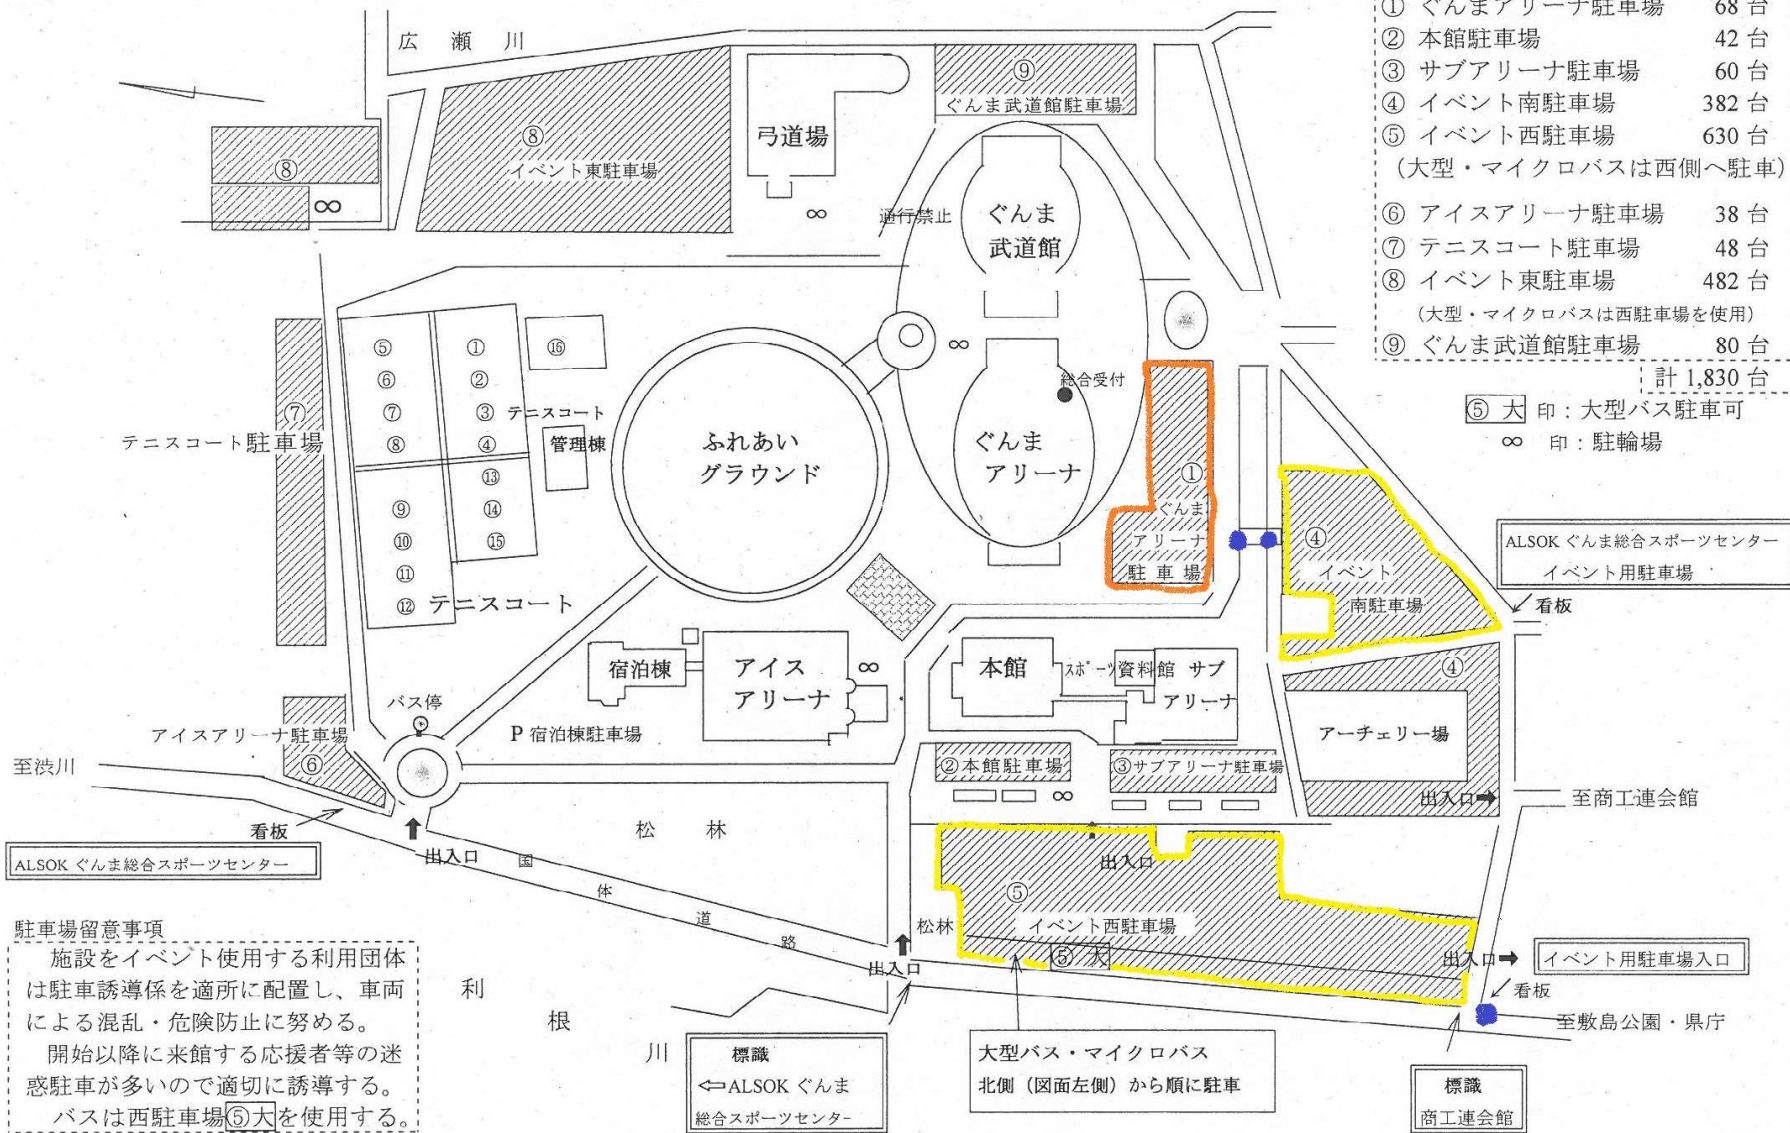 ① ぐんまアリーナ駐車場 68 台
② 本館駐車場 42 台
③ サブアリーナ駐車場 60 台
④ イベント南駐車場 382 台
⑤ イベント西駐車場 630 台
(大型・マイクロバスは西側へ駐車)
⑥ アイスアリーナ駐車場 38 台
⑦ テニスコート駐車場 48 台
⑧ イベント東駐車場 482 台
(大型・マイクロバスは西駐車場を使用)
⑨ ぐんま武道館駐車場 80 台
計 1,830 台
⑤ 大 印：大型バス駐車可
∞ 印：駐輪場
広 瀬 川
⑧
イベント東駐車場
⑧
∞
弓道場
∞
⑨
ぐんま武道館駐車場
通行禁止
ぐんま
武道館
∞
総合受付
ぐんま
アリーナ
①
ぐんま
アリーナ
駐 車 場
ふれあい
グラウンド
⑤
⑥
⑦
⑧
①
②
③
④
⑯
テニスコート
管理棟
⑬
⑭
⑮
⑨
⑩
⑪
⑫
テニスコート
⑦
テニスコート駐車場
④
イベント
南駐車場
ALSOK ぐんま総合スポーツセンター
イベント用駐車場
看板
④
アーチェリー場
出入口➡
至商工連会館
宿泊棟
アイス
アリーナ
∞
P 宿泊棟駐車場
本館
スポーツ資料館
サブ
アリーナ
②本館駐車場
∞
③サブアリーナ駐車場
バス停
アイスアリーナ駐車場
⑥
至渋川
看板
ALSOK ぐんま総合スポーツセンター
出入口
国
体
道
路
松 林
松林
出入口
出入口
⑤
イベント西駐車場
⑤ 大
出入口➡
イベント用駐車場入口
看板
至敷島公園・県庁
利
根
川
駐車場留意事項
施設をイベント使用する利用団体
は駐車誘導係を適所に配置し、車両
による混乱・危険防止に努める。
開始以降に来館する応援者等の迷
惑駐車が多いので適切に誘導する。
バスは西駐車場⑤大を使用する。
標識
⇦ALSOK ぐんま
総合スポーツセンター
大型バス・マイクロバス
北側（図面左側）から順に駐車
標識
商工連会館